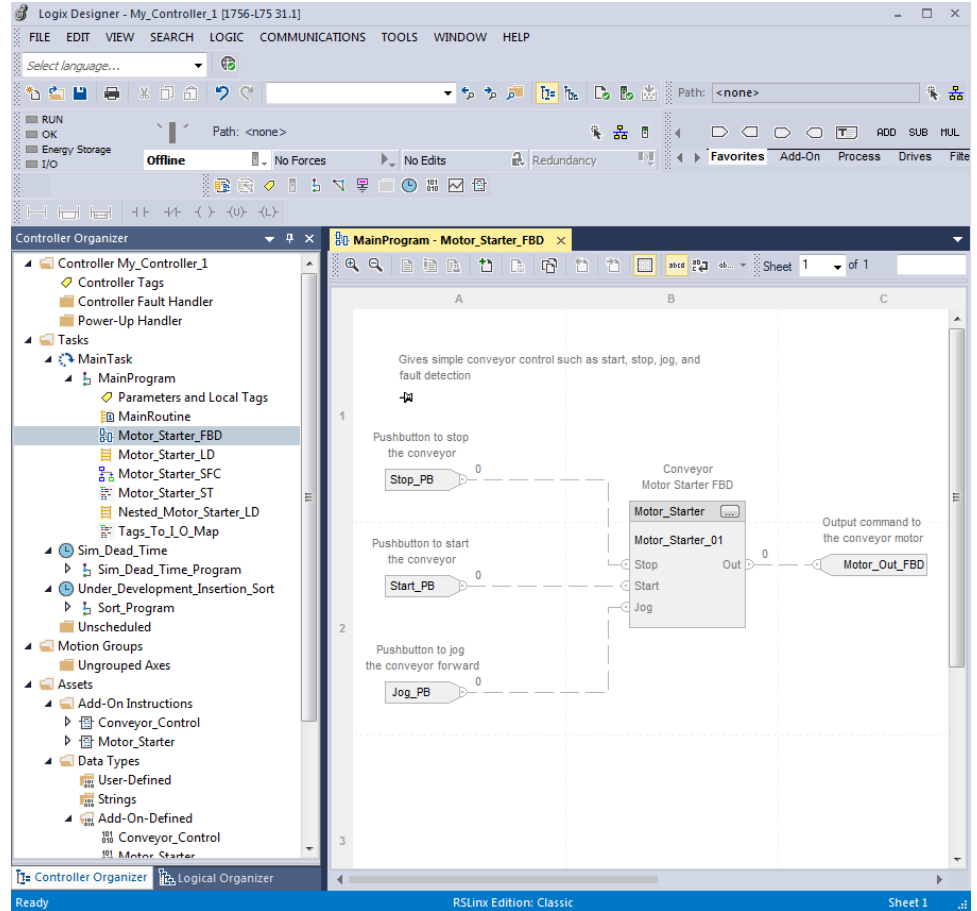 Logix Designer - My_Controller_1 [1756-L75 31.1]
FILE EDIT VIEW SEARCH LOGIC COMMUNICATIONS TOOLS WINDOW HELP
Select language...
Path: <none>
RUN
OK
Energy Storage
I/O
Path: <none>
Offline
No Forces
No Edits
Redundancy
ADD SUB MUL
Favorites Add-On Process Drives Filte
Controller Organizer
Controller My_Controller_1
Controller Tags
Controller Fault Handler
Power-Up Handler
Tasks
MainTask
MainProgram
Parameters and Local Tags
MainRoutine
Motor_Starter_FBD
Motor_Starter_LD
Motor_Starter_SFC
Motor_Starter_ST
Nested_Motor_Starter_LD
Tags_To_I_O_Map
Sim_Dead_Time
Sim_Dead_Time_Program
Under_Development_Insertion_Sort
Sort_Program
Unscheduled
Motion Groups
Ungrouped Axes
Assets
Add-On Instructions
Conveyor_Control
Motor_Starter
Data Types
User-Defined
Strings
Add-On-Defined
Conveyor_Control
Motor_Starter
Controller Organizer
Logical Organizer
MainProgram - Motor_Starter_FBD
Sheet 1 of 1
A B C
Gives simple conveyor control such as start, stop, jog, and
fault detection
1
Pushbutton to stop
the conveyor
Stop_PB
0
Conveyor
Motor Starter FBD
Motor_Starter
Motor_Starter_01
Stop Out
Start
Jog
0
Output command to
the conveyor motor
Motor_Out_FBD
Pushbutton to start
the conveyor
Start_PB
0
2
Pushbutton to jog
the conveyor forward
Jog_PB
0
3
Ready
RSLinx Edition: Classic
Sheet 1